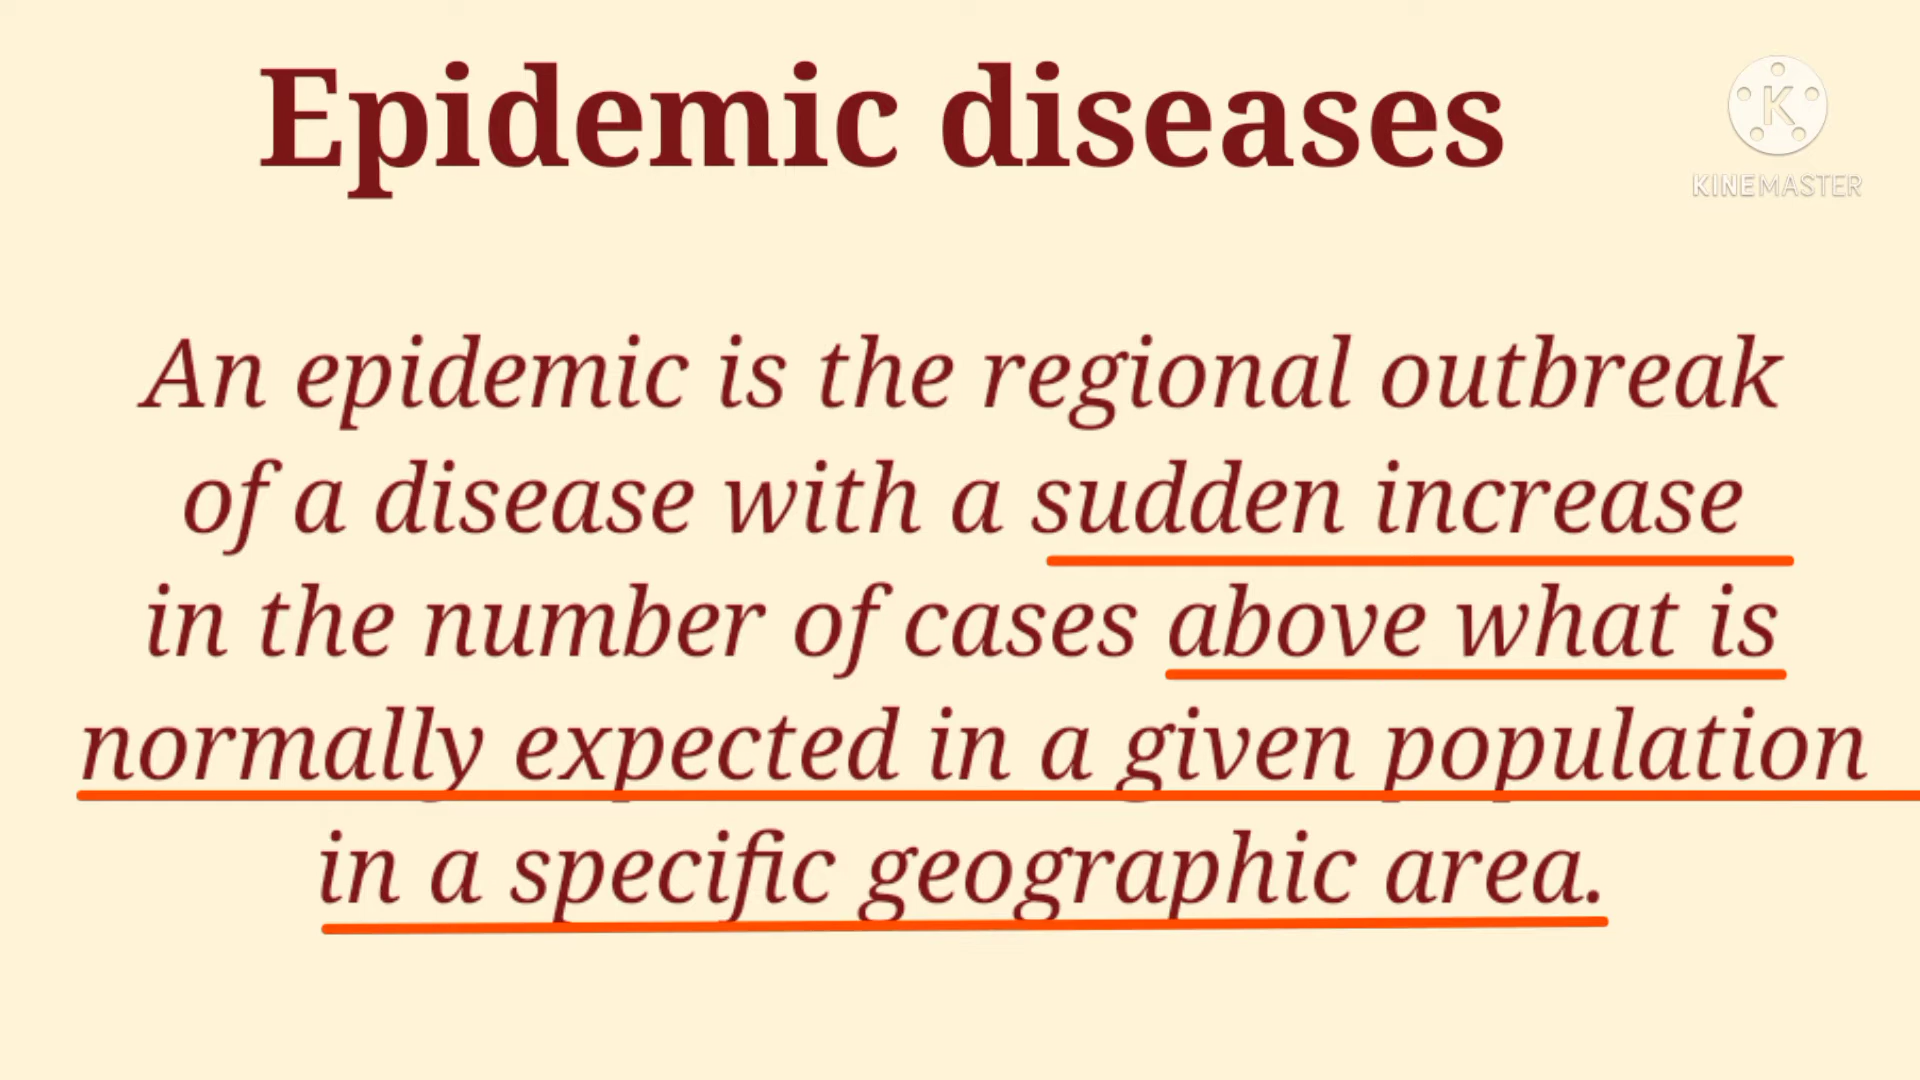 Epidemic diseases
K
KINEMASTER
An epidemic is the regional outbreak
of a disease with a sudden increase
in the number of cases above what is
normally expected in a given population
in a specific geographic area.